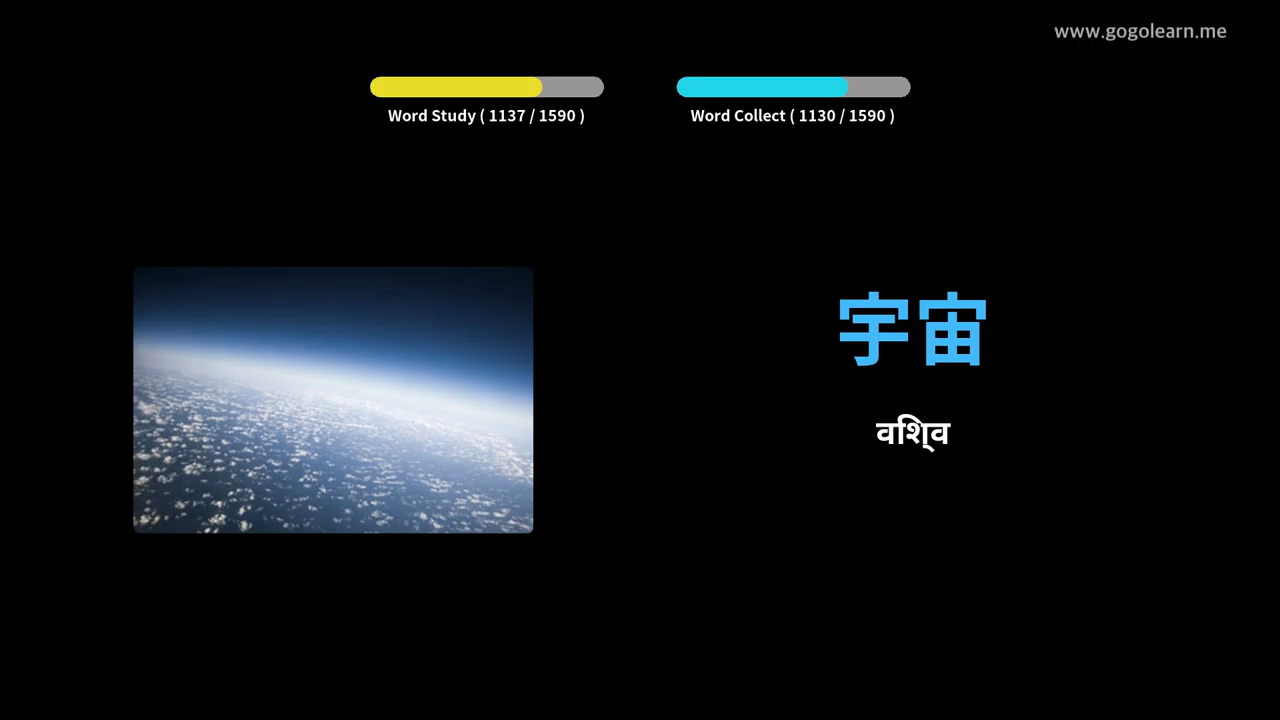 www.gogolearn.me
Word Study ( 1137 / 1590 )
Word Collect ( 1130 / 1590 )
宇宙
वशि्व